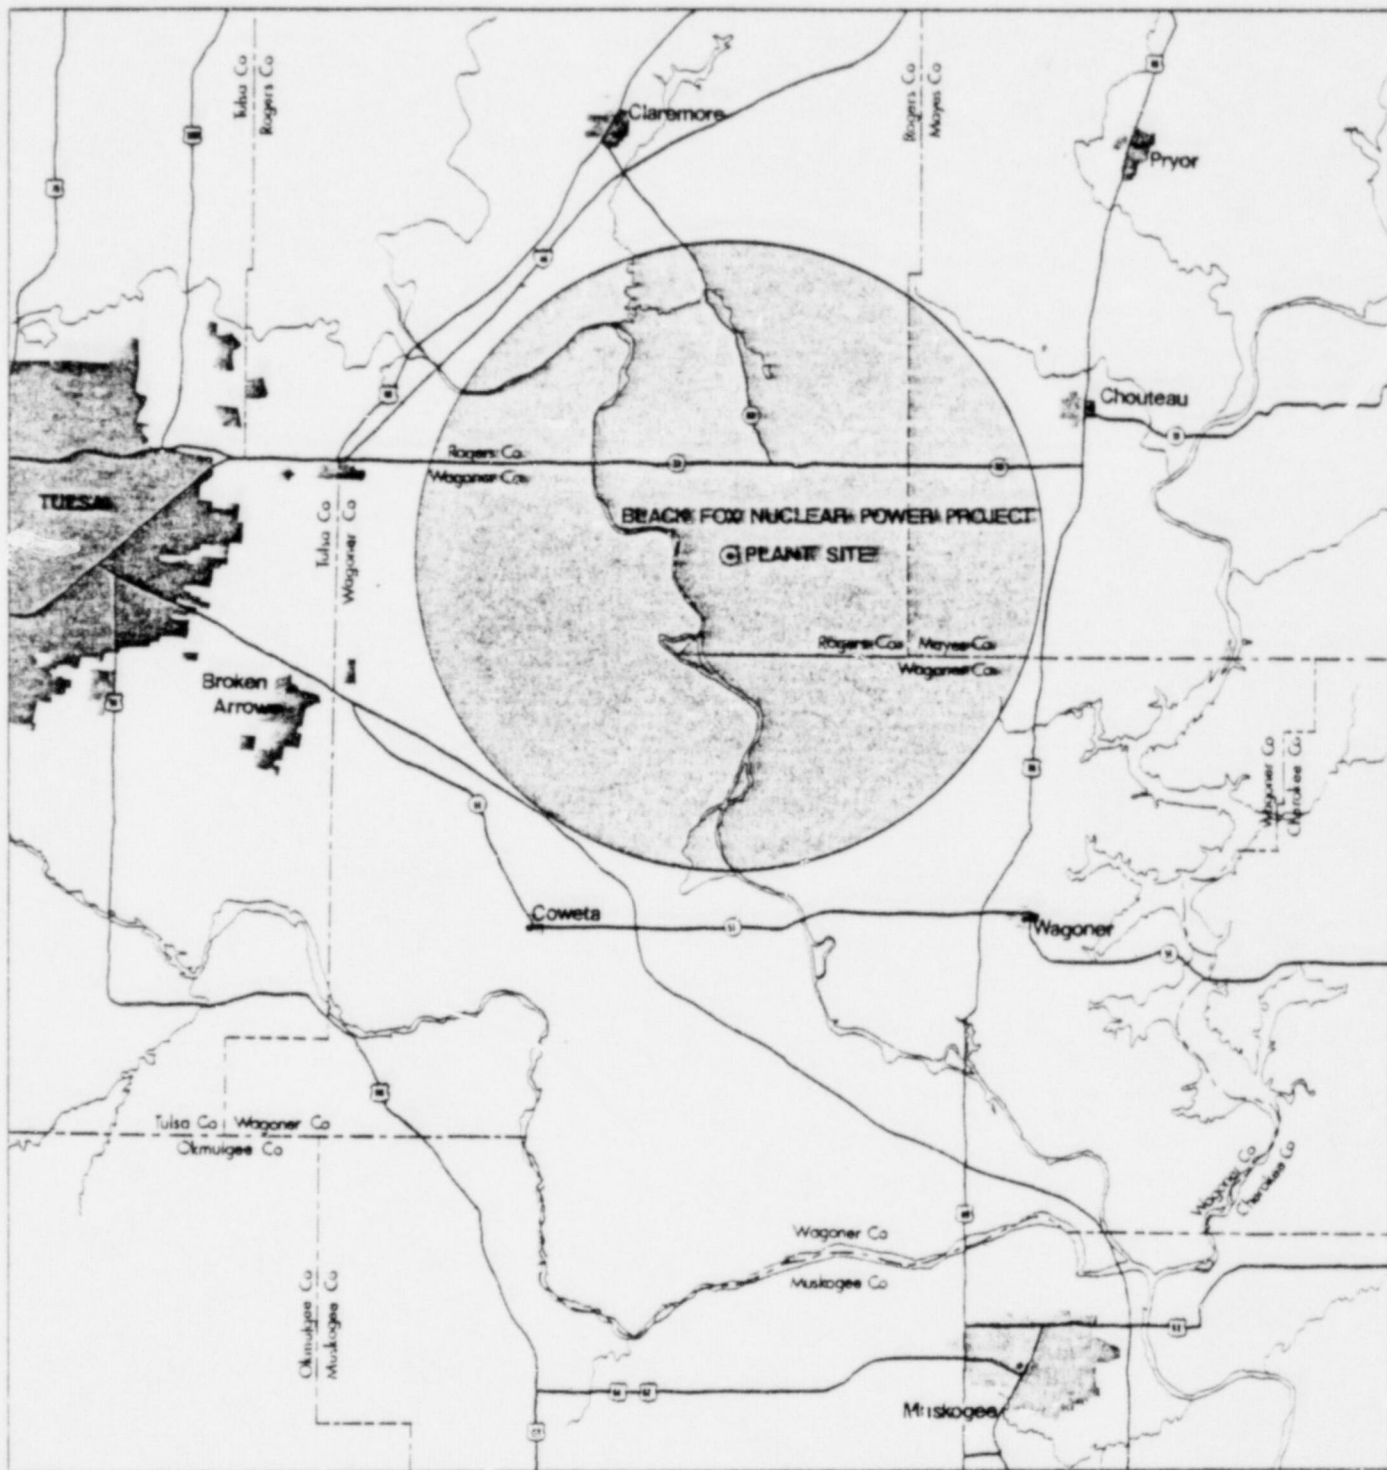 Tulsa Co
Rogers Co
Rogers Co
Mayes Co
Claremore
Pryor
Chouteau
Rogers Co
Wagoner Co
TULSA
Tulsa Co
Wagoner Co
BLACK FOX NUCLEAR POWER PROJECT
PLANT SITE
Rogers Co Mayes Co
Wagoner Co
Broken
Arrow
Wagoner Co
Cherokee Co
Coweta
Wagoner
Tulsa Co Wagoner Co
Okmulgee Co
Wagoner Co
Cherokee Co
Wagoner Co
Muskogee Co
Okmulgee Co
Muskogee Co
Muskogee